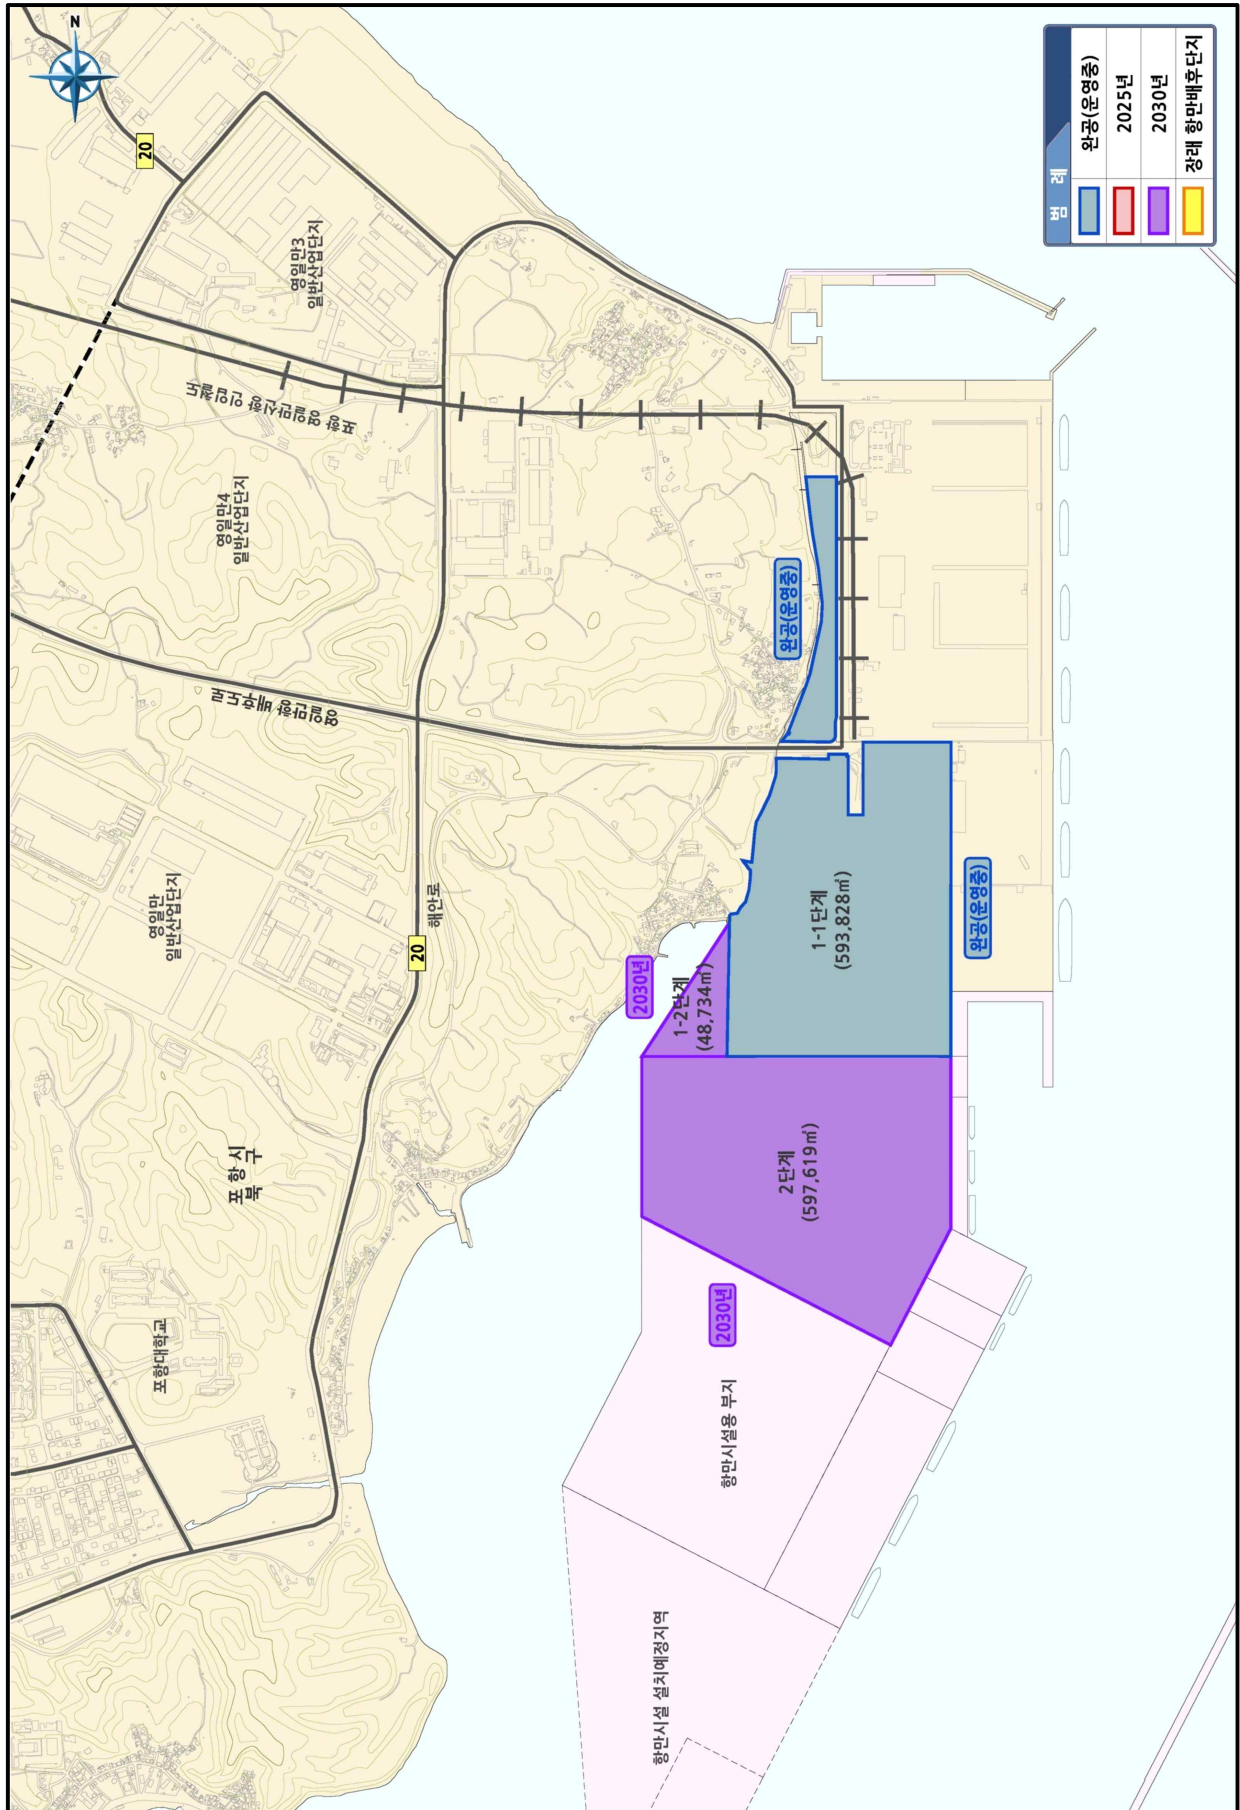 N
범 례
완공(운영중)
2025년
2030년
장래 항만배후단지
20
영일만3
일반산업단지
포항 영일만신항 인입철도
영일만4
일반산업단지
영일만항 배후도로
완공(운영중)
영일만
일반산업단지
해안로
20
1-1단계
(593,828㎡)
완공(운영중)
2030년
1-2단계
(48,734㎡)
포항시
북구
2단계
(597,619㎡)
2030년
포항대학교
항만시설용 부지
항만시설 설치예정지역